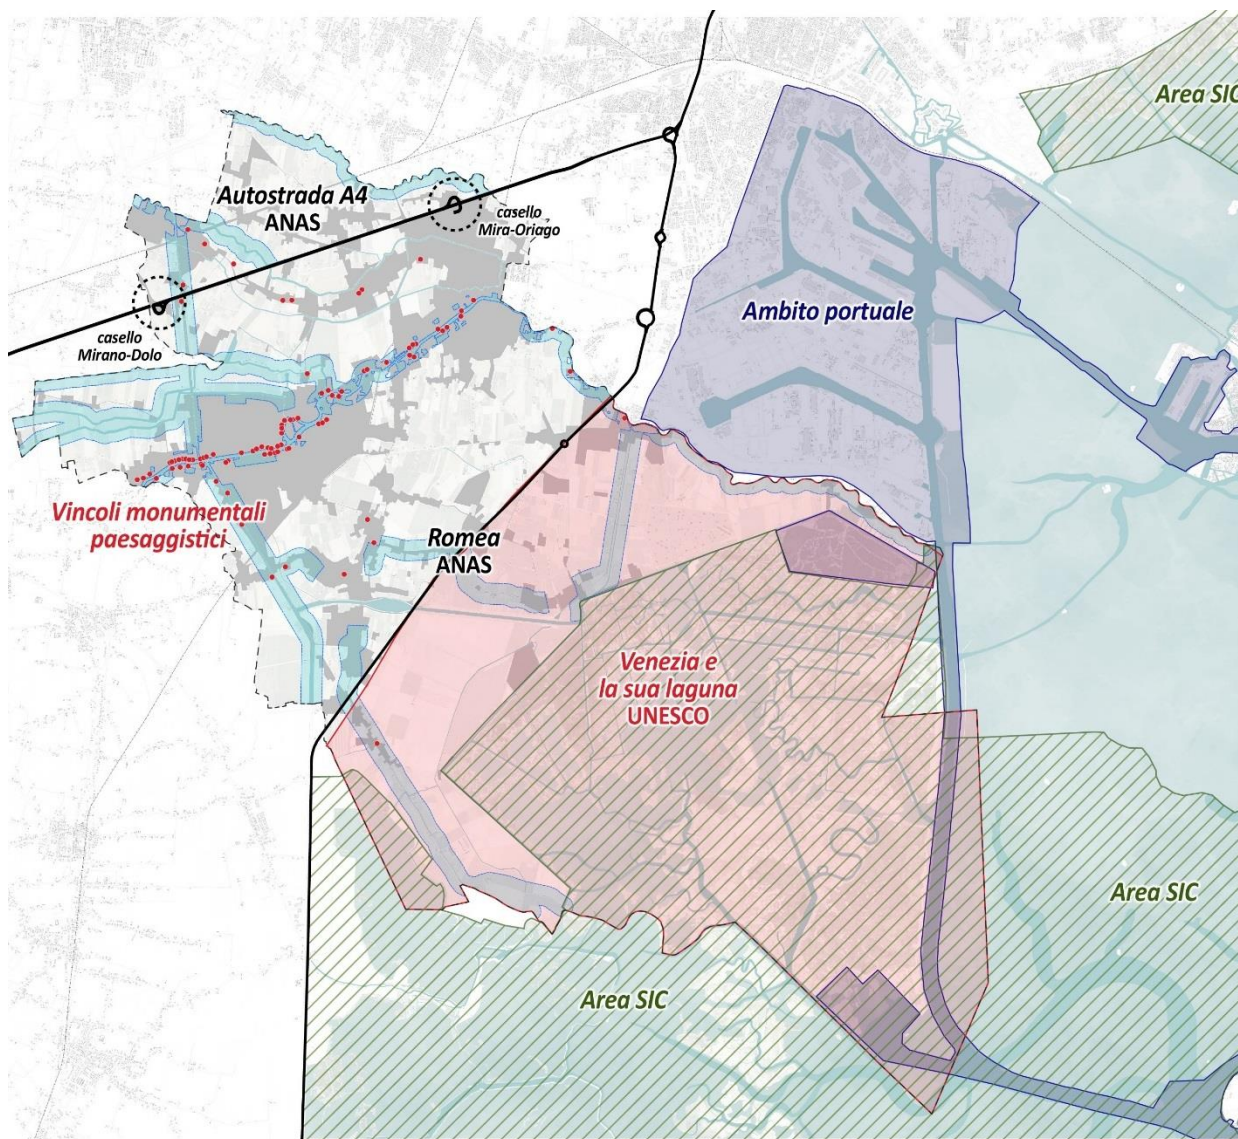 Area SIC
Autostrada A4
ANAS
casello
Mira-Oriago
casello
Mirano-Dolo
Ambito portuale
Vincoli monumentali
paesaggistici
Romea
ANAS
Venezia e
la sua laguna
UNESCO
Area SIC
Area SIC